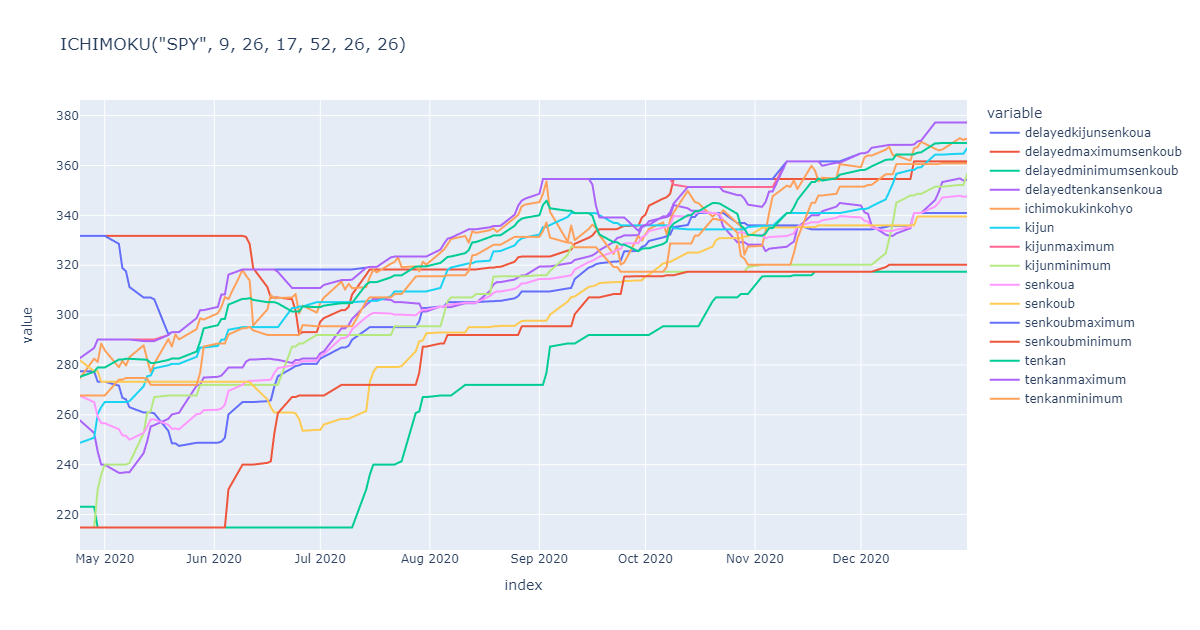 ICHIMOKU("SPY", 9, 26, 17, 52, 26, 26)
variable
delayedkijunsenkoua
delayedmaximumsenkoub
delayedminimumsenkoub
delayedtenkansenkoua
ichimokukinkohyo
kijun
kijunmaximum
kijunminimum
senkoua
senkoub
senkoubmaximum
senkoubminimum
tenkan
tenkanmaximum
tenkanminimum
value
380
360
340
320
300
280
260
240
220
May 2020 Jun 2020 Jul 2020 Aug 2020 Sep 2020 Oct 2020 Nov 2020 Dec 2020
index